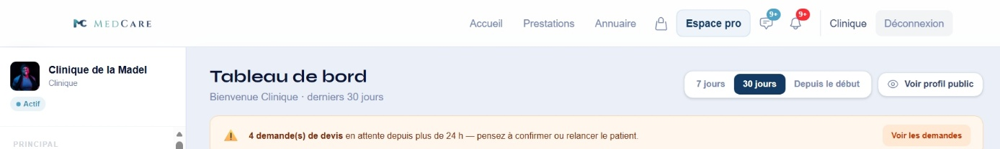 MC MEDCARE
Accueil Prestations Annuaire Espace pro 9+ 9+ Clinique Déconnexion
Clinique de la Madel
Clinique
Actif
PRINCIPAL
Tableau de bord
Bienvenue Clinique · derniers 30 jours
7 jours 30 jours Depuis le début Voir profil public
4 demande(s) de devis en attente depuis plus de 24 h — pensez à confirmer ou relancer le patient. Voir les demandes